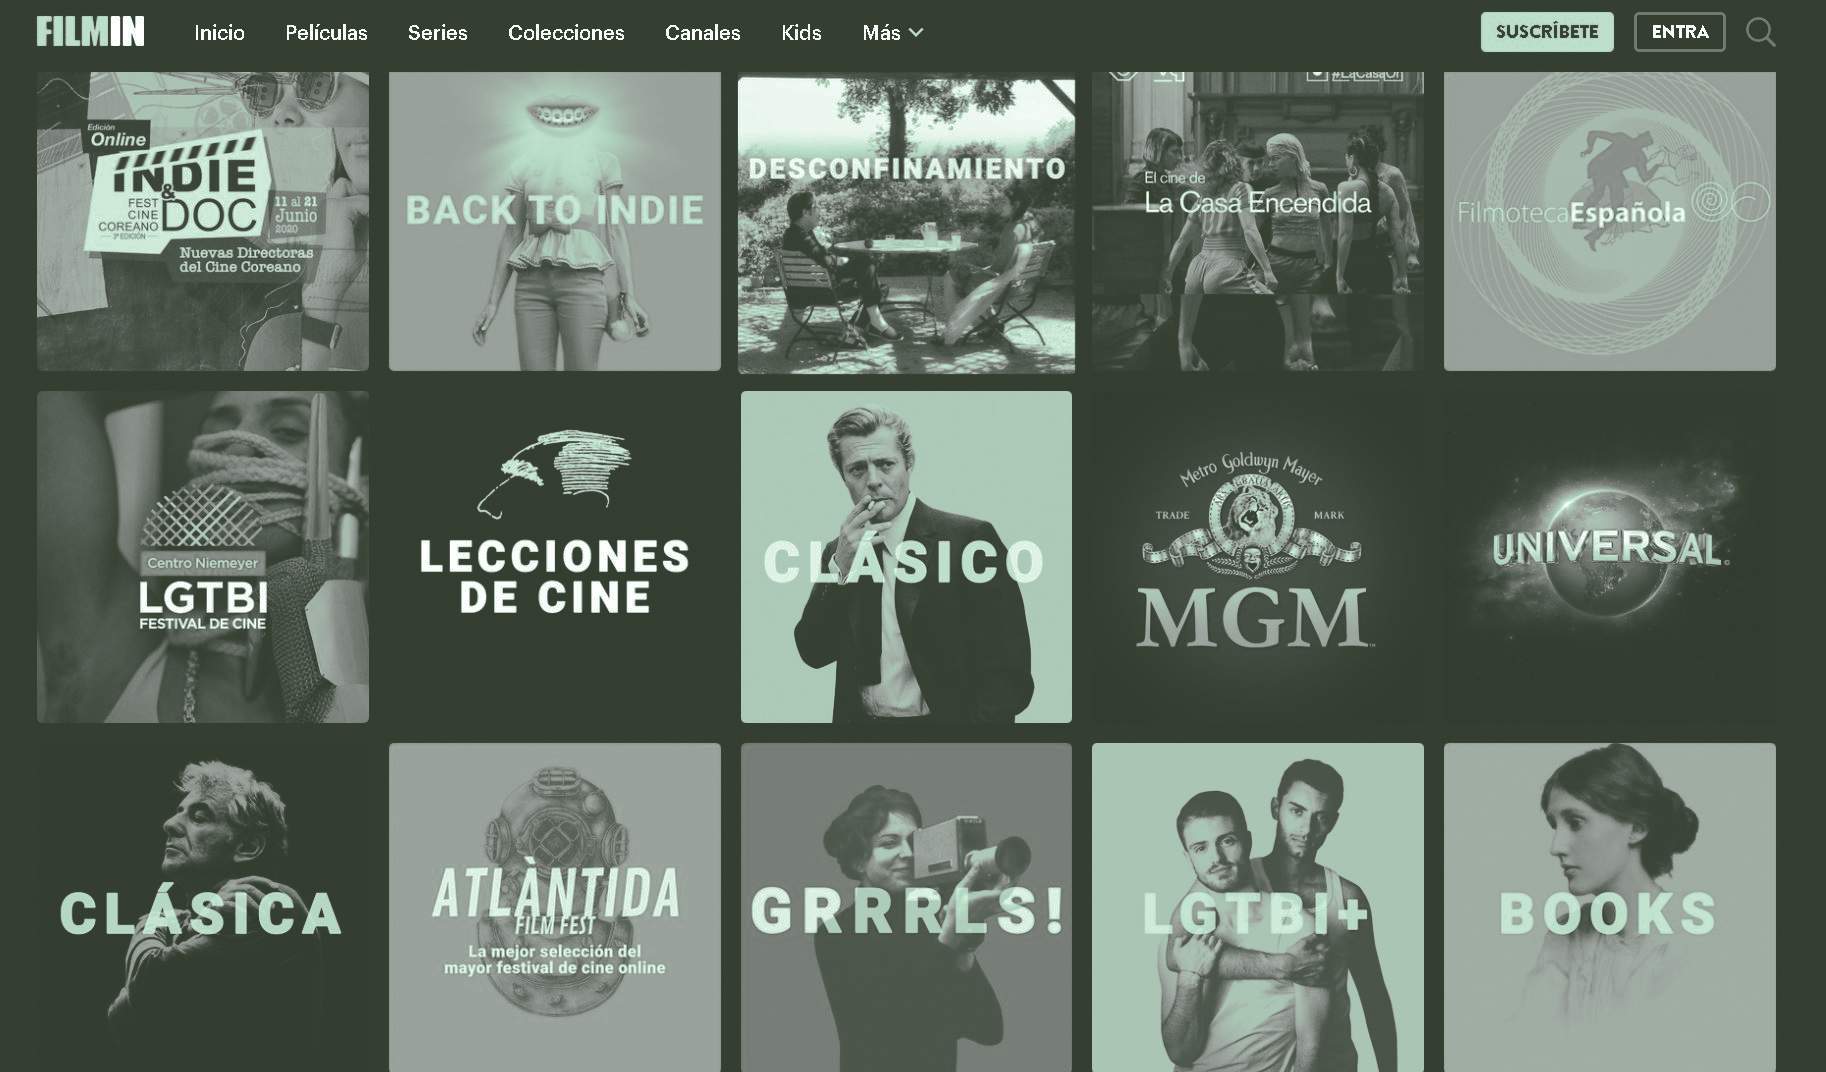 FILMIN
Inicio
Películas
Series
Colecciones
Canales
Kids
Más
SUSCRÍBETE
ENTRA
Edición
Online
INDIE
& DOC
FEST
CINE
COREANO
3ª EDICIÓN
11 al 21
Junio
2020
Nuevas Directoras
del Cine Coreano
BACK TO INDIE
DESCONFINAMIENTO
#LaCasaOn
El cine de
La Casa Encendida
FilmotecaEspañola
Centro Niemeyer
LGTBI
FESTIVAL DE CINE
LECCIONES
DE CINE
CLÁSICO
Metro Goldwyn Mayer
ARS GRATIA ARTIS
TRADE MARK
MGM
TM
UNIVERSAL
CLÁSICA
ATLÀNTIDA
FILM FEST
La mejor selección del
mayor festival de cine online
GRRRLS!
LGTBI+
BOOKS